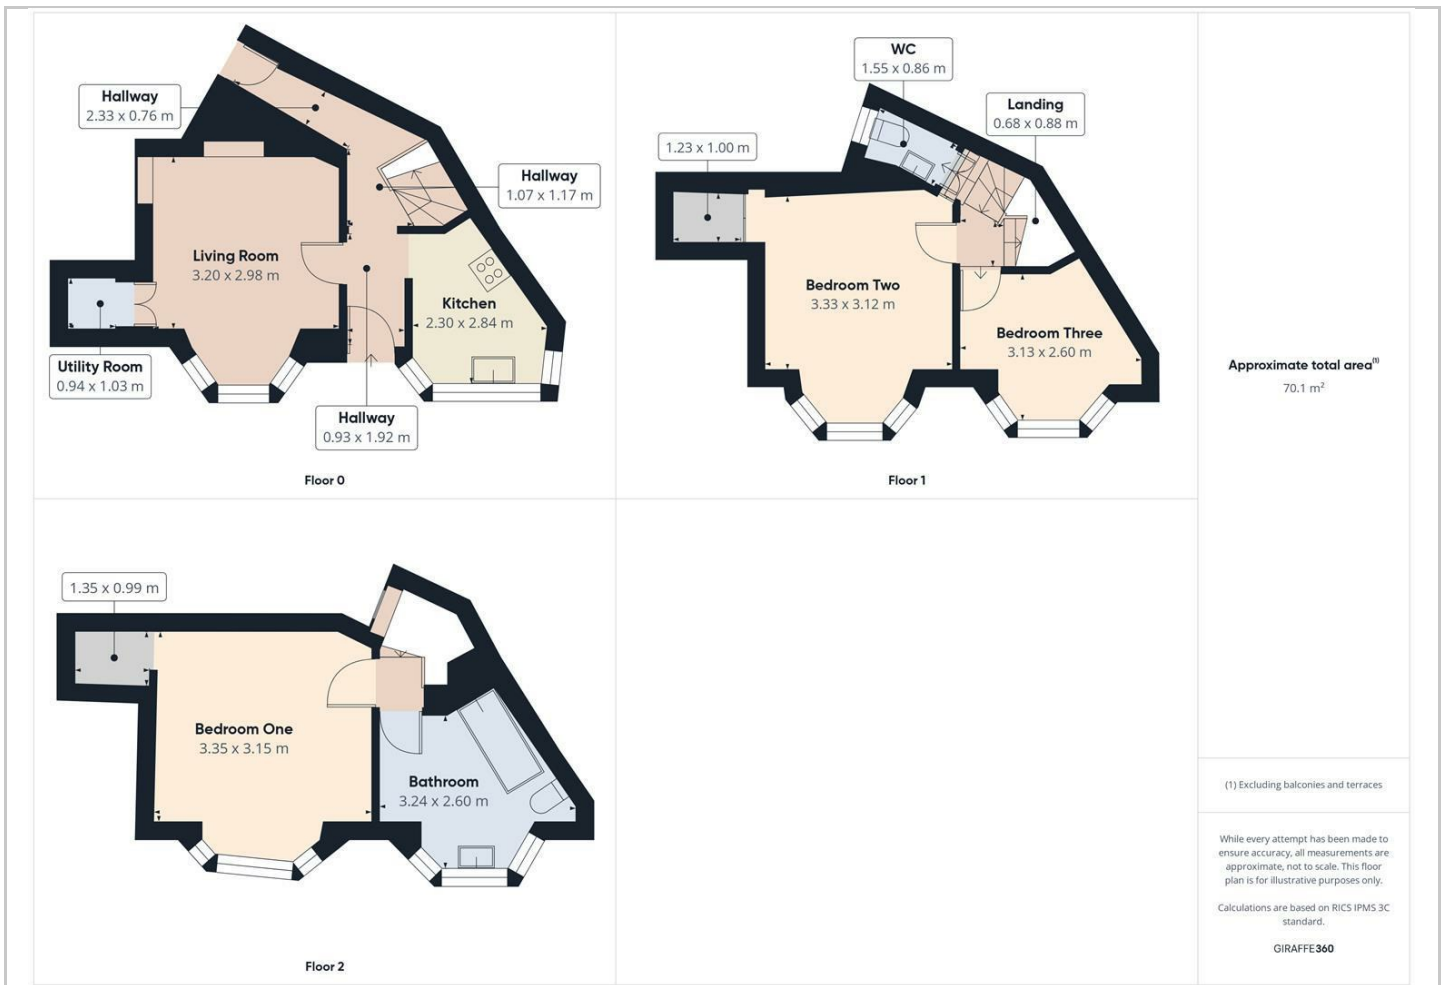 Hallway
2.33 x 0.76 m
Hallway
1.07 x 1.17 m
Living Room
3.20 x 2.98 m
Kitchen
2.30 x 2.84 m
Utility Room
0.94 x 1.03 m
Hallway
0.93 x 1.92 m
Floor 0
WC
1.55 x 0.86 m
Landing
0.68 x 0.88 m
1.23 x 1.00 m
Bedroom Two
3.33 x 3.12 m
Bedroom Three
3.13 x 2.60 m
Floor 1
1.35 x 0.99 m
Bedroom One
3.35 x 3.15 m
Bathroom
3.24 x 2.60 m
Floor 2
Approximate total area(1)
70.1 m²
(1) Excluding balconies and terraces
While every attempt has been made to
ensure accuracy, all measurements are
approximate, not to scale. This floor
plan is for illustrative purposes only.
Calculations are based on RICS IPMS 3C
standard.
GIRAFFE360